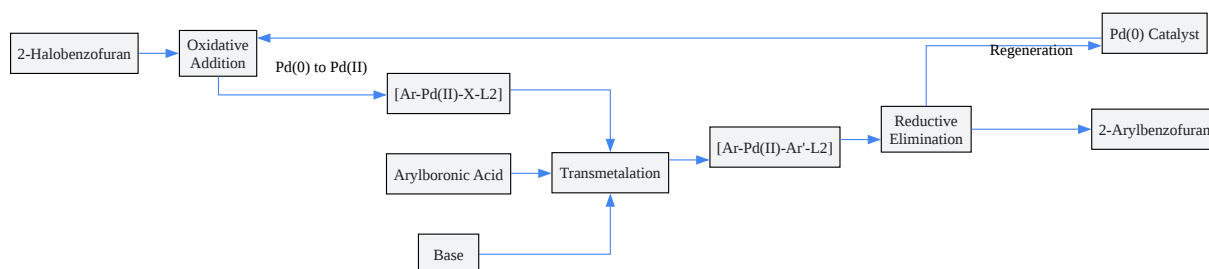 2-Halobenzofuran
Oxidative
Addition
Pd(0) to Pd(II)
[Ar-Pd(II)-X-L2]
Arylboronic Acid
Base
Transmetalation
[Ar-Pd(II)-Ar'-L2]
Reductive
Elimination
Regeneration
Pd(0) Catalyst
2-Arylbenzofuran